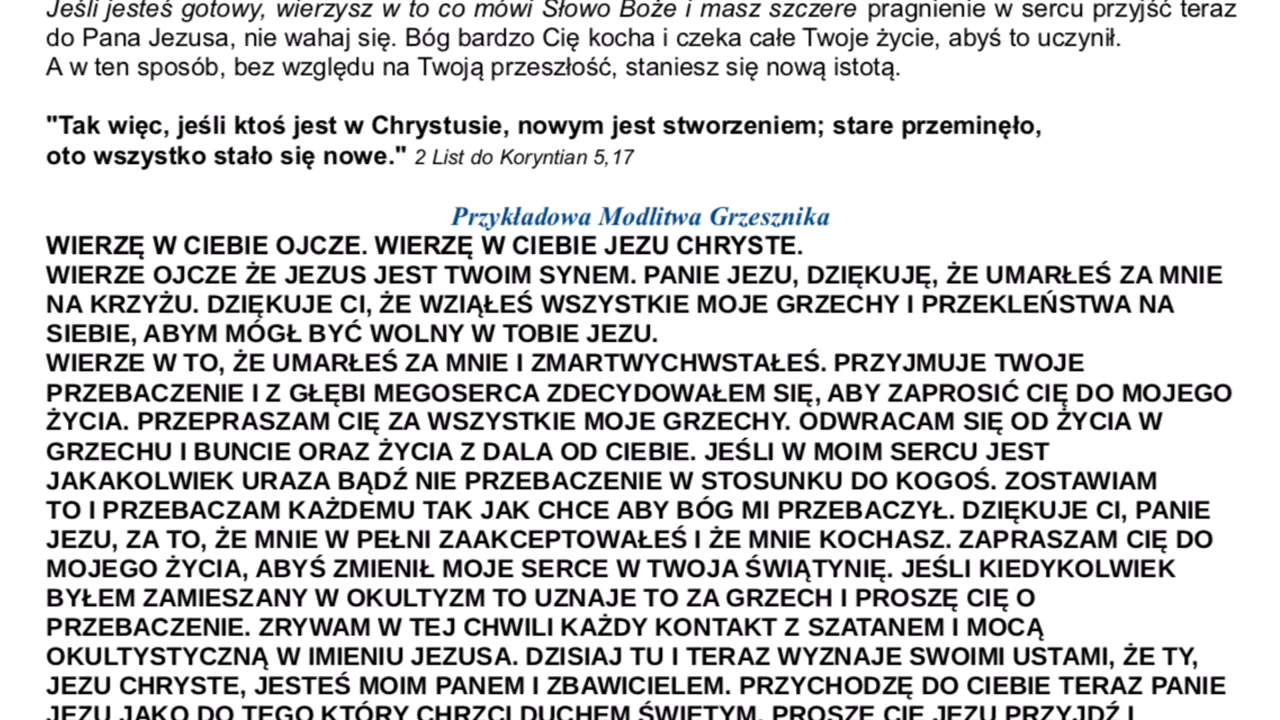 Jeśli jesteś gotowy, wierzysz w to co mówi Słowo Boże i masz szczere pragnienie w sercu przyjść teraz
do Pana Jezusa, nie wahaj się. Bóg bardzo Cię kocha i czeka całe Twoje życie, abyś to uczynił.
A w ten sposób, bez względu na Twoją przeszłość, staniesz się nową istotą.
"Tak więc, jeśli ktoś jest w Chrystusie, nowym jest stworzeniem; stare przeminęło,
oto wszystko stało się nowe." 2 List do Koryntian 5,17
Przykładowa Modlitwa Grzesznika
WIERZĘ W CIEBIE OJCZE. WIERZĘ W CIEBIE JEZU CHRYSTE.
WIERZE OJCZE ŻE JEZUS JEST TWOIM SYNEM. PANIE JEZU, DZIĘKUJĘ, ŻE UMARŁEŚ ZA MNIE
NA KRZYŻU. DZIĘKUJE CI, ŻE WZIĄŁEŚ WSZYSTKIE MOJE GRZECHY I PRZEKLEŃSTWA NA
SIEBIE, ABYM MÓGŁ BYĆ WOLNY W TOBIE JEZU.
WIERZE W TO, ŻE UMARŁEŚ ZA MNIE I ZMARTWYCHWSTAŁEŚ. PRZYJMUJE TWOJE
PRZEBACZENIE I Z GŁĘBI MEGOSERCA ZDECYDOWAŁEM SIĘ, ABY ZAPROSIĆ CIĘ DO MOJEGO
ŻYCIA. PRZEPRASZAM CIĘ ZA WSZYSTKIE MOJE GRZECHY. ODWRACAM SIĘ OD ŻYCIA W
GRZECHU I BUNCIE ORAZ ŻYCIA Z DALA OD CIEBIE. JEŚLI W MOIM SERCU JEST
JAKAKOLWIEK URAZA BĄDŹ NIE PRZEBACZENIE W STOSUNKU DO KOGOŚ. ZOSTAWIAM
TO I PRZEBACZAM KAŻDEMU TAK JAK CHCE ABY BÓG MI PRZEBACZYŁ. DZIĘKUJE CI, PANIE
JEZU, ZA TO, ŻE MNIE W PEŁNI ZAAKCEPTOWAŁEŚ I ŻE MNIE KOCHASZ. ZAPRASZAM CIĘ DO
MOJEGO ŻYCIA, ABYŚ ZMIENIŁ MOJE SERCE W TWOJA ŚWIĄTYNIĘ. JEŚLI KIEDYKOLWIEK
BYŁEM ZAMIESZANY W OKULTYZM TO UZNAJE TO ZA GRZECH I PROSZĘ CIĘ O
PRZEBACZENIE. ZRYWAM W TEJ CHWILI KAŻDY KONTAKT Z SZATANEM I MOCĄ
OKULTYSTYCZNĄ W IMIENIU JEZUSA. DZISIAJ TU I TERAZ WYZNAJE SWOIMI USTAMI, ŻE TY,
JEZU CHRYSTE, JESTEŚ MOIM PANEM I ZBAWICIELEM. PRZYCHODZĘ DO CIEBIE TERAZ PANIE
JEZU JAKO DO TEGO KTÓRY CHRZCI DUCHEM ŚWIĘTYM. PROSZĘ CIĘ JEZU PRZYJDŹ I